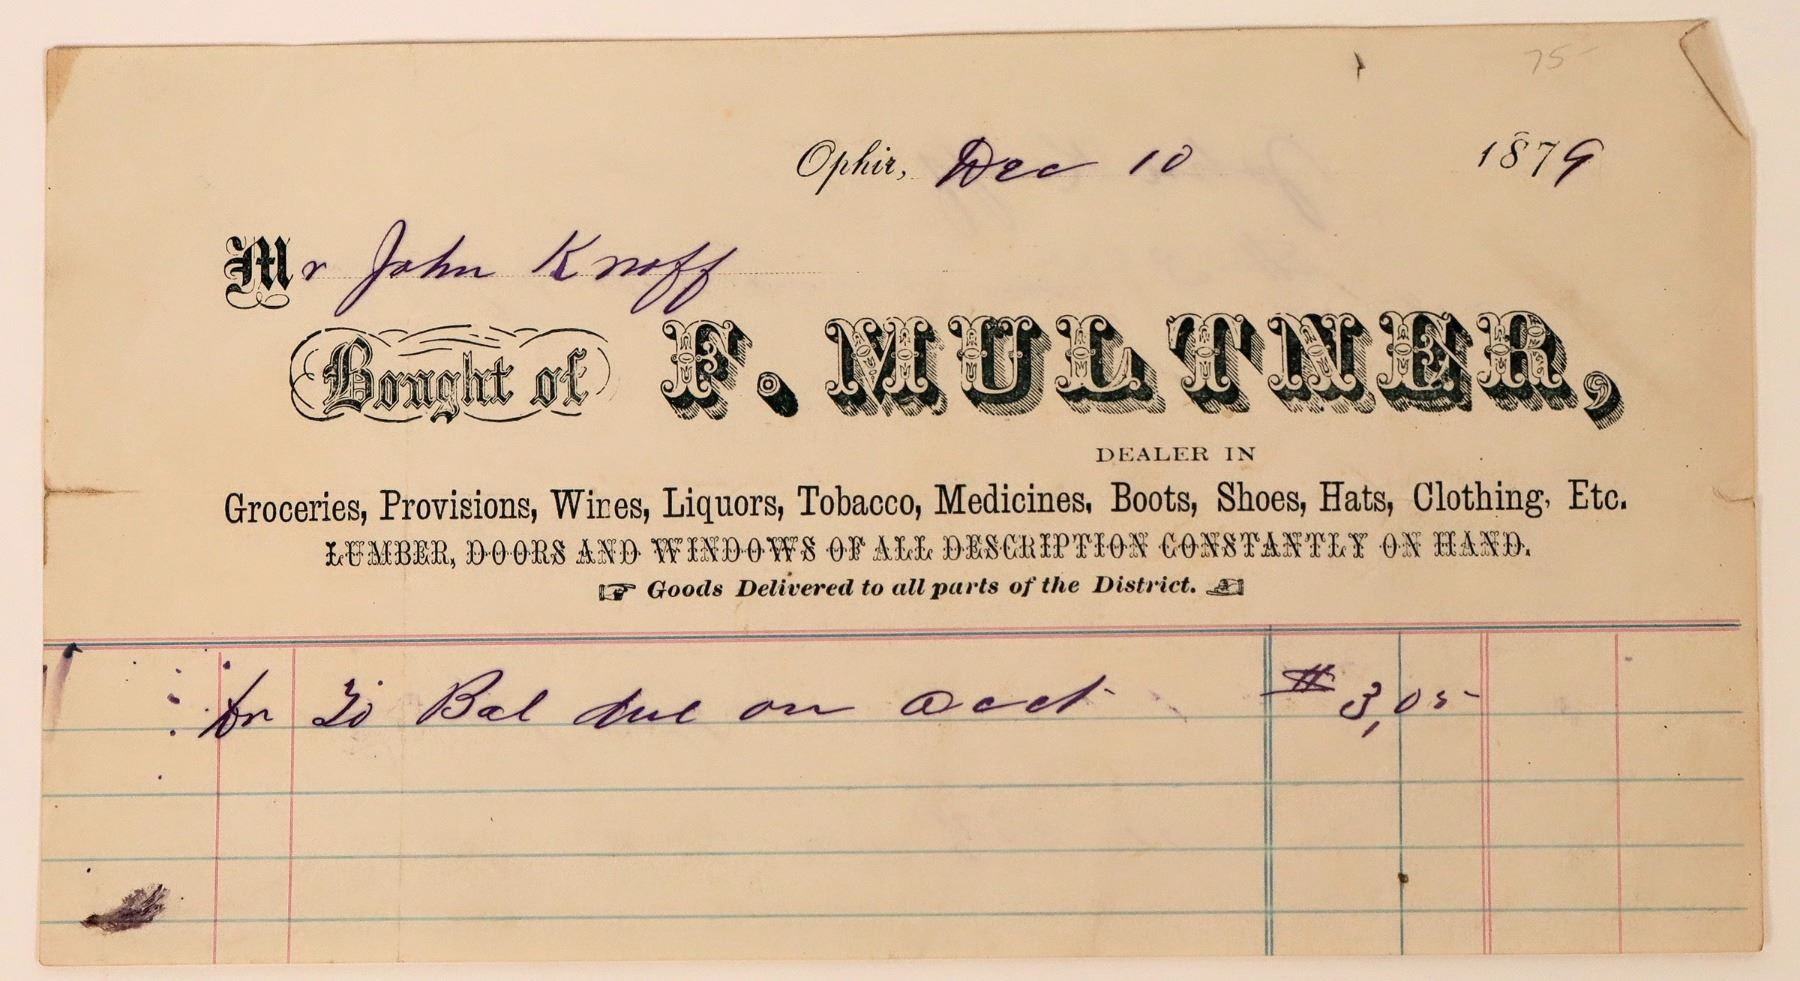 75-
Ophir, Dec 10 1879
Mr John Knoff
Bought of F. MULTNER,
DEALER IN
Groceries, Provisions, Wines, Liquors, Tobacco, Medicines, Boots, Shoes, Hats, Clothing, Etc.
LUMBER, DOORS AND WINDOWS OF ALL DESCRIPTION CONSTANTLY ON HAND.
Goods Delivered to all parts of the District.
To Bal due on acct $ 3,05